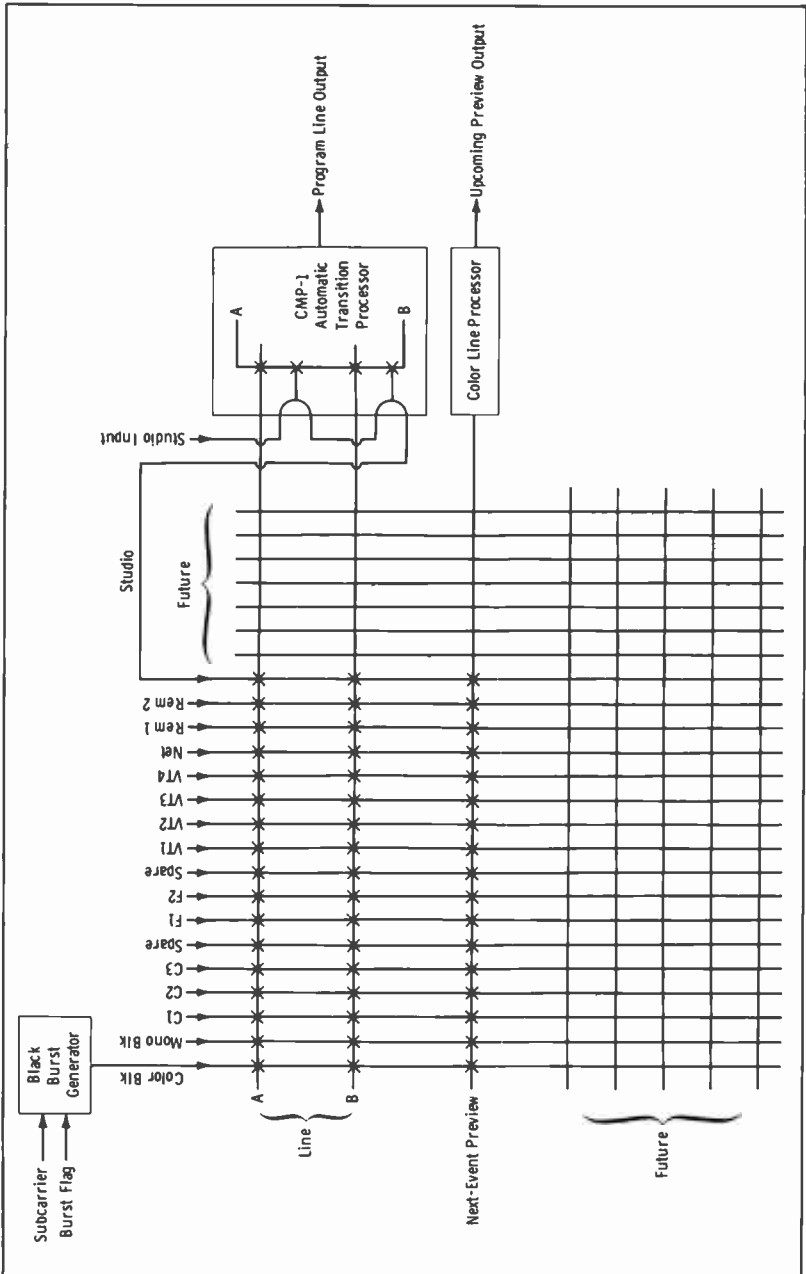 Subcarrier
Burst Flag
Black
Burst
Generator
Color Blk
Mono Blk
C1
C2
C3
Spare
F1
F2
Spare
VT1
VT2
VT3
VT4
Net
Rem 1
Rem 2
Studio
Future
Studio Input
A
CMP-1
Automatic
Transition
Processor
B
Program Line Output
A
Line
B
Next-Event Preview
Color Line Processor
Upcoming Preview Output
Future